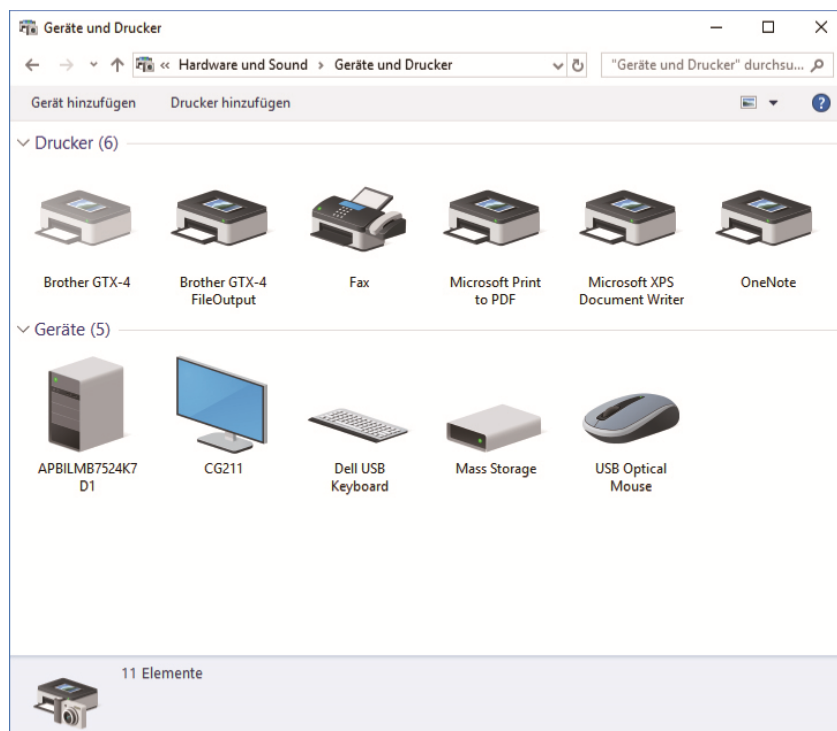 Geräte und Drucker
« Hardware und Sound › Geräte und Drucker
"Geräte und Drucker" durchsu...
Gerät hinzufügen Drucker hinzufügen
Drucker (6)
Brother GTX-4
Brother GTX-4
FileOutput
Fax
Microsoft Print
to PDF
Microsoft XPS
Document Writer
OneNote
Geräte (5)
APBILMB7524K7
D1
CG211
Dell USB
Keyboard
Mass Storage
USB Optical
Mouse
11 Elemente